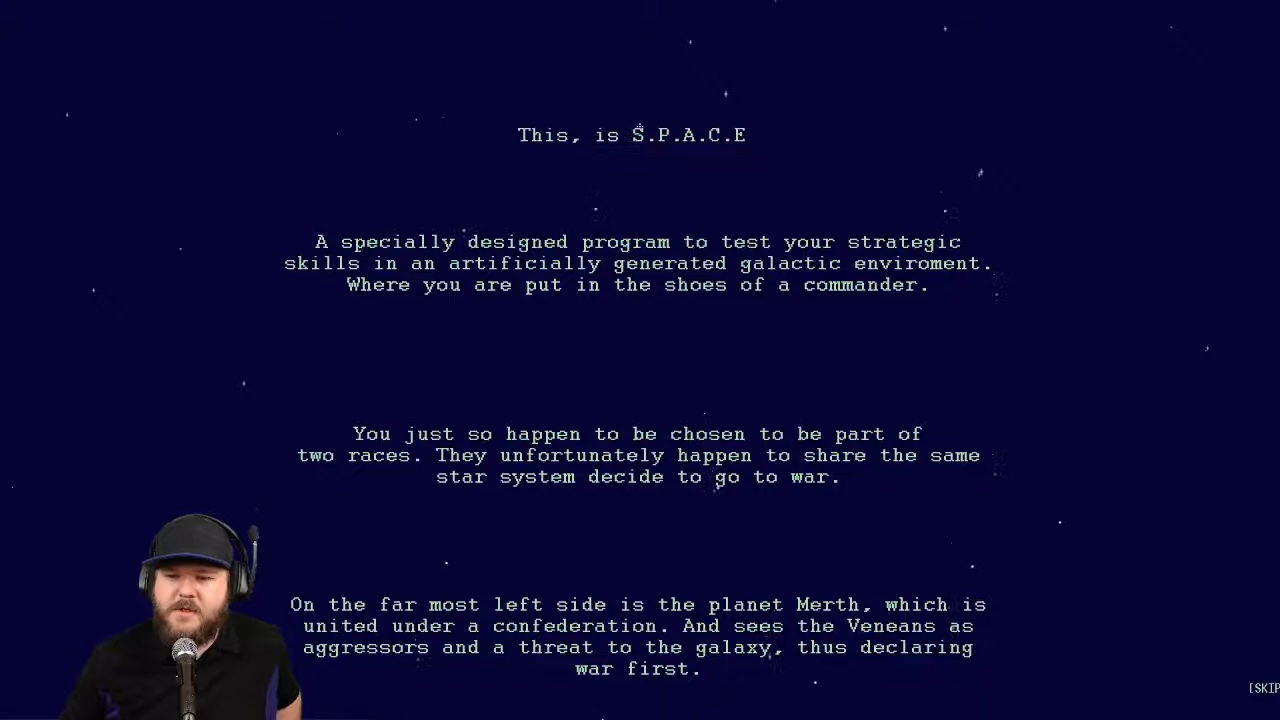 This, is S.P.A.C.E
A specially designed program to test your strategic
skills in an artificially generated galactic enviroment.
Where you are put in the shoes of a commander.
You just so happen to be chosen to be part of
two races. They unfortunately happen to share the same
star system decide to go to war.
On the far most left side is the planet Merth, which is
united under a confederation. And sees the Veneans as
aggressors and a threat to the galaxy, thus declaring
war first.
[SKIP